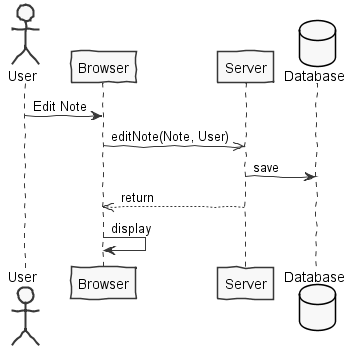 User
Browser
Server
Database
Edit Note
editNote(Note, User)
save
return
display
User
Browser
Server
Database